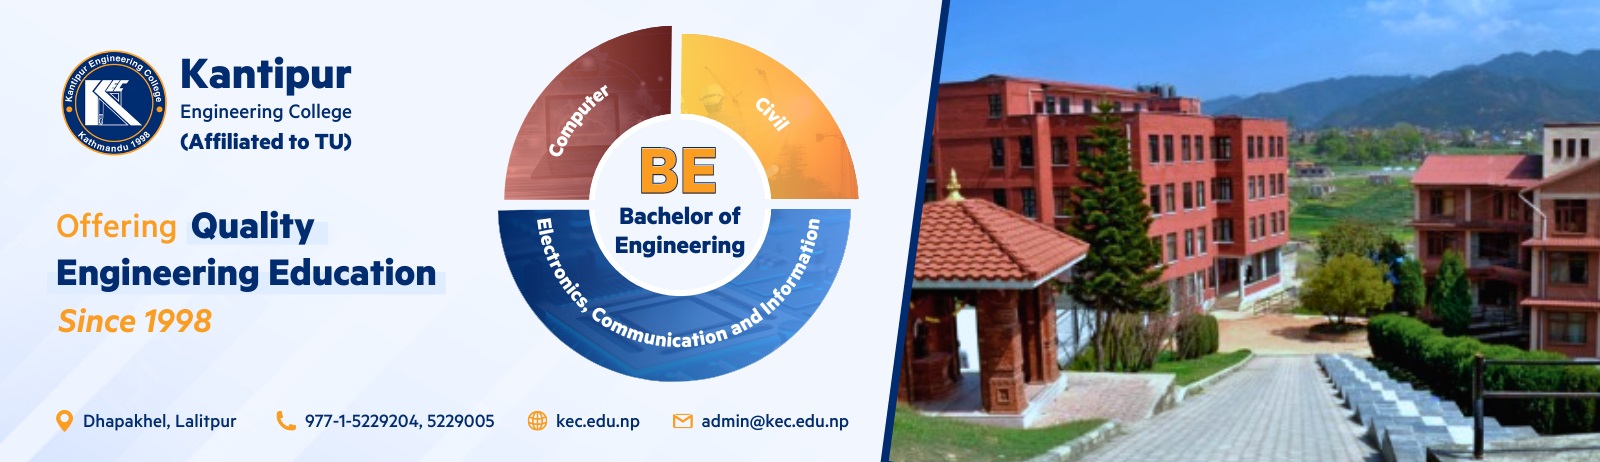 Kantipur Engineering College
KEC
Kathmandu 1998
Kantipur
Engineering College
(Affiliated to TU)
Offering Quality
Engineering Education
Since 1998
Computer
Civil
BE
Bachelor of
Engineering
Electronics, Communication and Information
Dhapakhel, Lalitpur
977-1-5229204, 5229005
kec.edu.np
admin@kec.edu.np